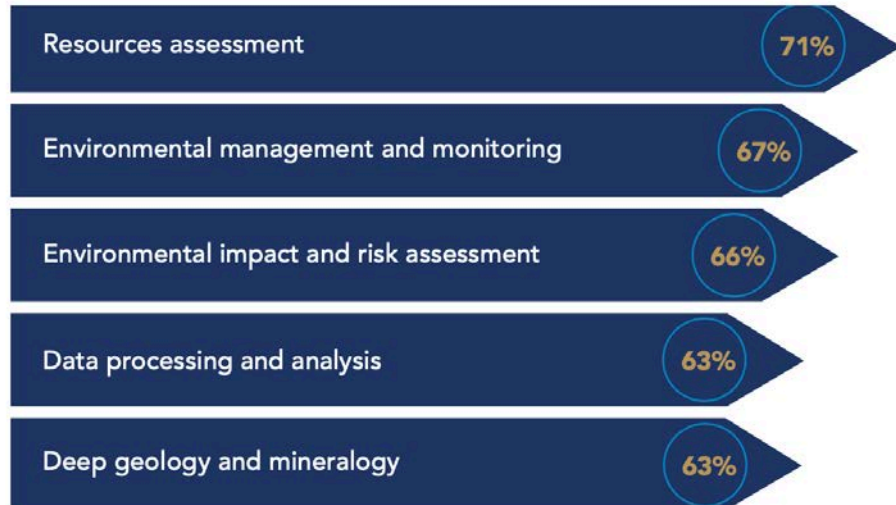 Resources assessment 71%
Environmental management and monitoring 67%
Environmental impact and risk assessment 66%
Data processing and analysis 63%
Deep geology and mineralogy 63%